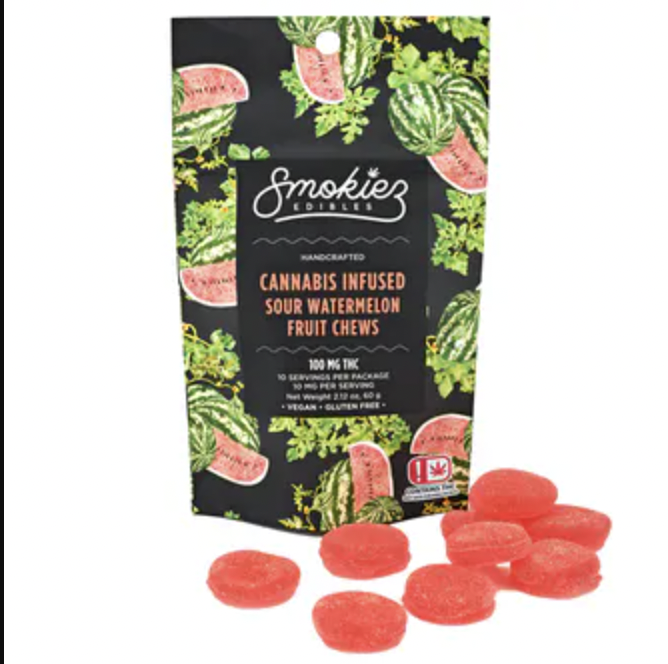 Smokiez
EDIBLES
HANDCRAFTED
CANNABIS INFUSED
SOUR WATERMELON
FRUIT CHEWS
100 MG THC
10 SERVINGS PER PACKAGE
10 MG PER SERVING
Net Weight 2.12 oz, 60 g
• VEGAN • GLUTEN FREE •
!
CONTAINS THC